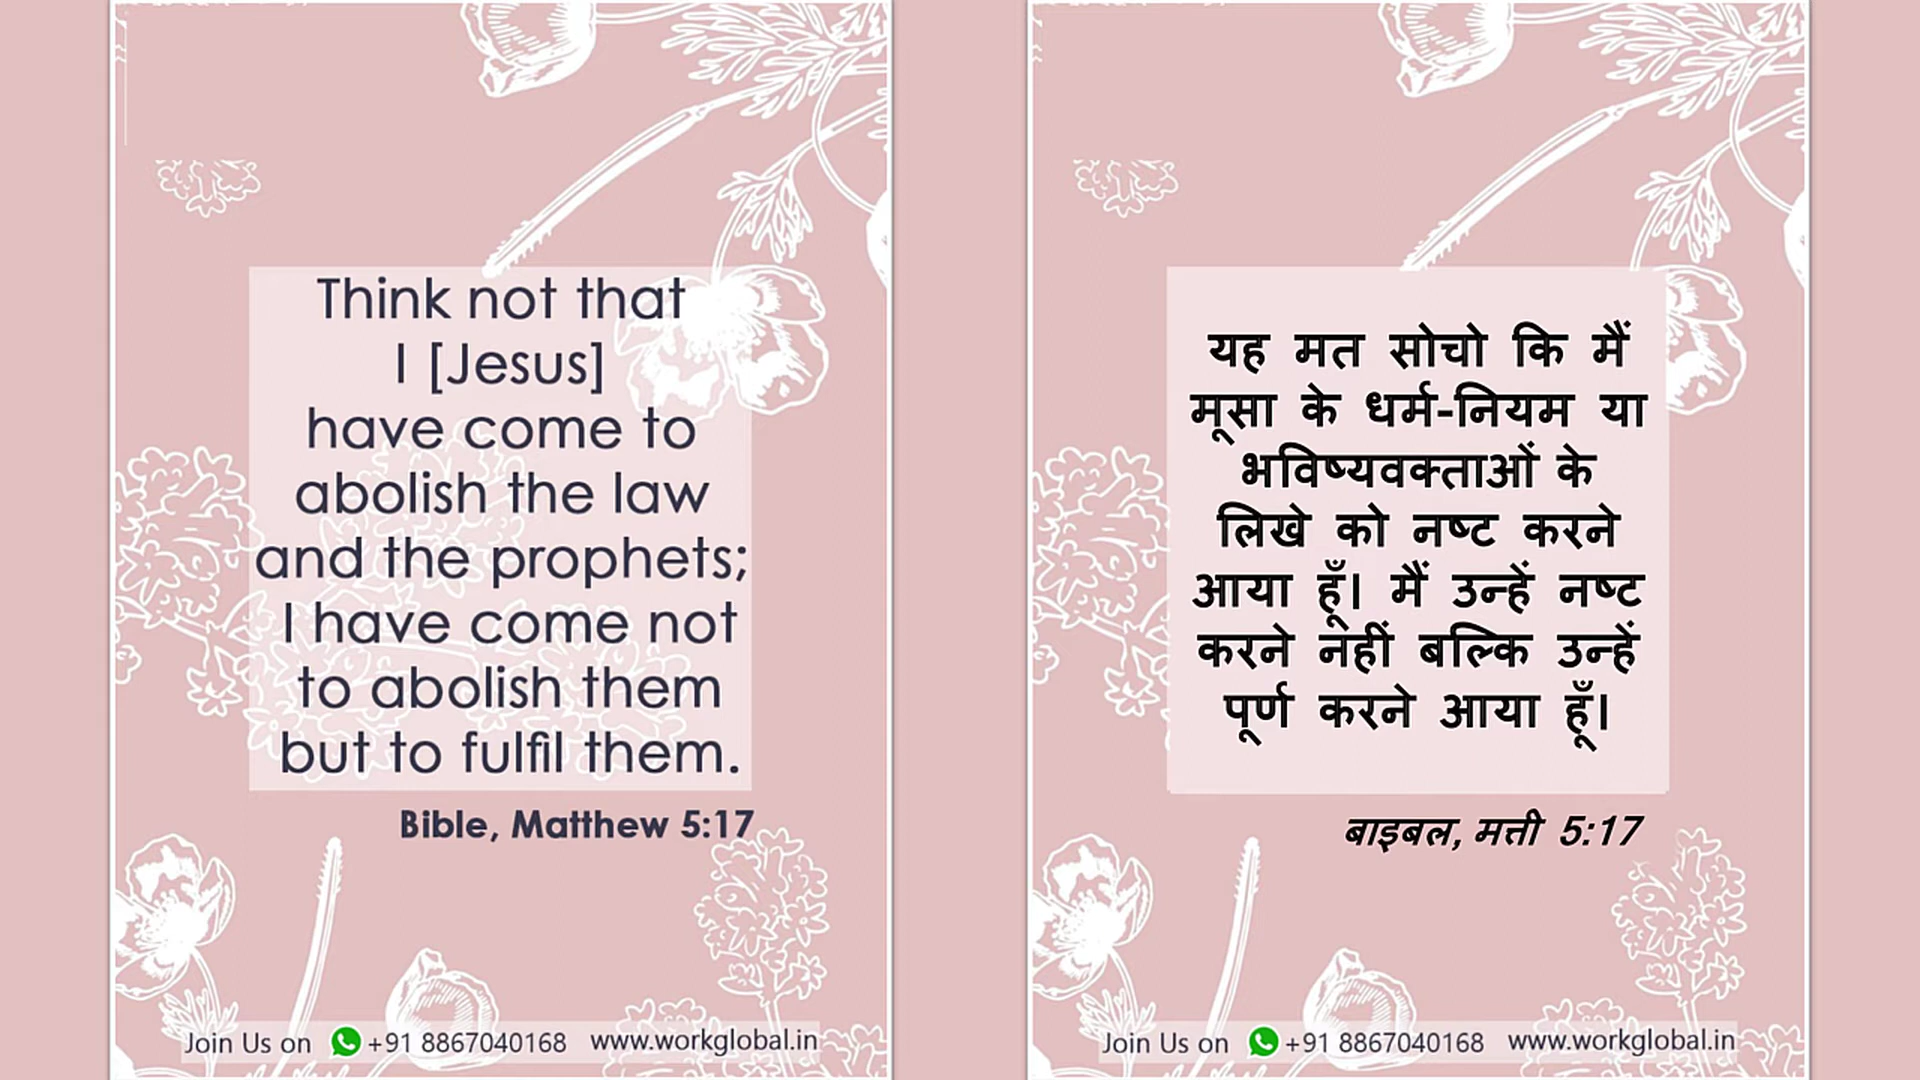 Think not that
I [Jesus]
have come to
abolish the law
and the prophets;
I have come not
to abolish them
but to fulfil them.
Bible, Matthew 5:17
Join Us on +91 8867040168 www.workglobal.in
यह मत सोचो कि मैं
मूसा के धर्म-नियम या
भविष्यवक्ताओं के
लिखे को नष्ट करने
आया हूँ। मैं उन्हें नष्ट
करने नहीं बल्कि उन्हें
पूर्ण करने आया हूँ।
बाइबल, मत्ती 5:17
Join Us on +91 8867040168 www.workglobal.in